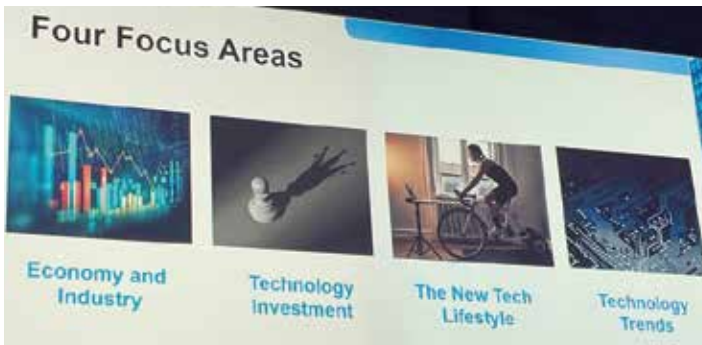 Four Focus Areas
Economy and
Industry
Technology
Investment
The New Tech
Lifestyle
Technology
Trends